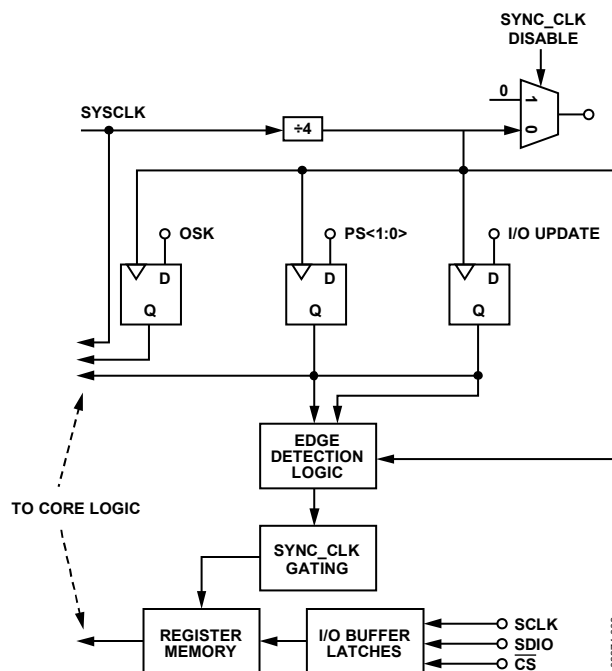 SYNC_CLK
DISABLE
0
1
0
SYSCLK
÷4
OSK
PS<1:0>
I/O UPDATE
D
Q
D
Q
D
Q
EDGE
DETECTION
LOGIC
TO CORE LOGIC
SYNC_CLK
GATING
REGISTER
MEMORY
I/O BUFFER
LATCHES
SCLK
SDIO
CS